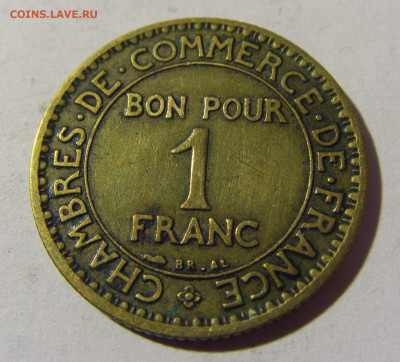 COINS.LAVE.RU
CHAMBRES·DE·COMMERCE·DE·FRANCE
BON POUR
1
FRANC
BR.AL